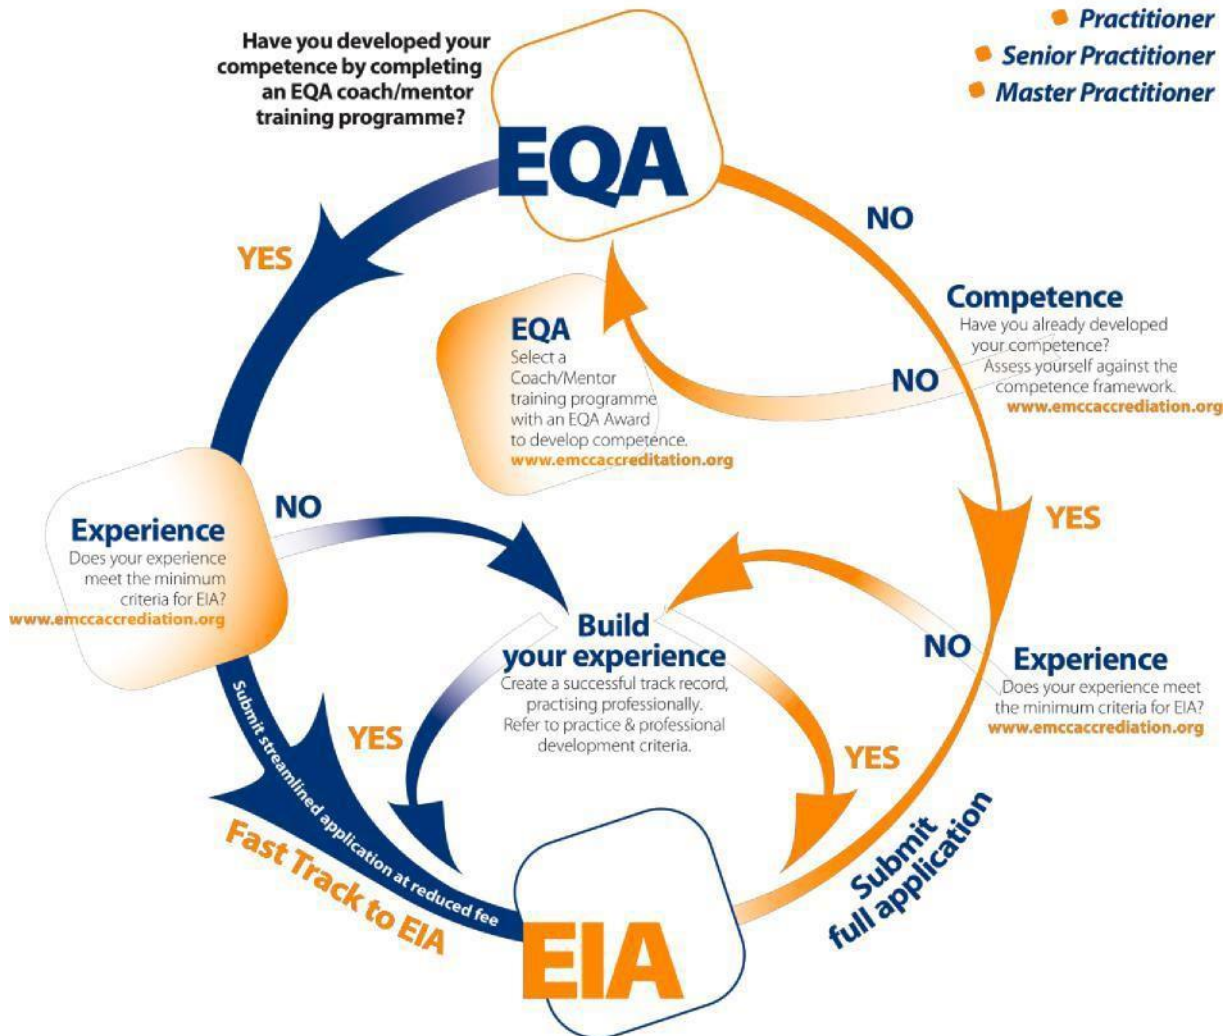 Practitioner
Senior Practitioner
Master Practitioner
Have you developed your
competence by completing
an EQA coach/mentor
training programme?
EQA
NO
YES
Competence
Have you already developed
your competence?
Assess yourself against the
competence framework.
www.emccaccrediation.org
NO
EQA
Select a
Coach/Mentor
training programme
with an EQA Award
to develop competence.
www.emccaccreditation.org
YES
NO
Experience
Does your experience
meet the minimum
criteria for EIA?
www.emccaccrediation.org
Build
your experience
Create a successful track record,
practising professionally.
Refer to practice & professional
development criteria.
NO
Experience
Does your experience meet
the minimum criteria for EIA?
www.emccaccrediation.org
YES
YES
Submit streamlined application at reduced fee
Fast Track to EIA
Submit
full application
EIA